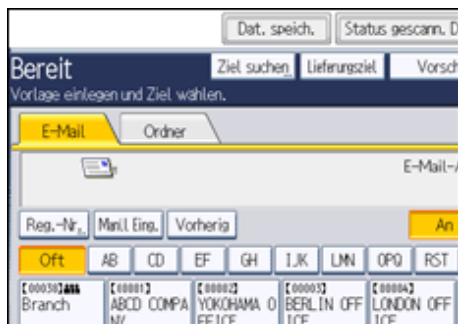 Dat. speich. Status gescann. D
Bereit Ziel suchen Lieferungsziel Vorsch
Vorlage einlegen und Ziel wählen.
E-Mail Ordner
E-Mail-A
Reg.-Nr. Manl.l Eing. Vorherig An
Oft AB CD EF GH IJK LMN OPQ RST
[00030] [00001] [00002] [00003] [00004]
Branch ABCD COMPA YOKOHAMA O BERLIN OFF LONDON OFF
NY FFICE ICE ICE